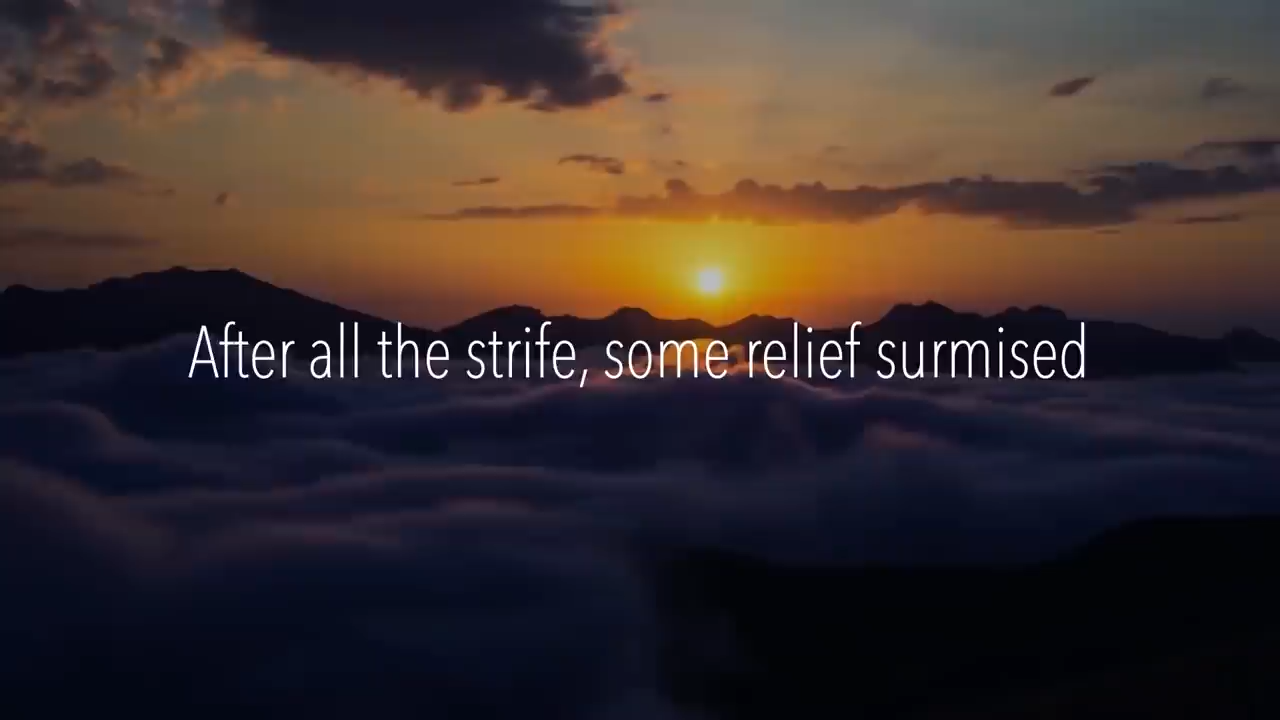 After all the strife, some relief surmised